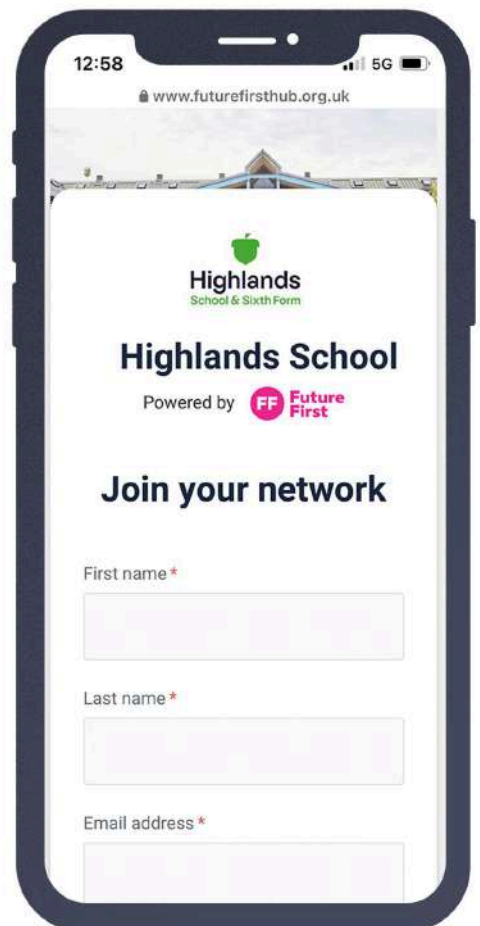 12:58 5G
www.futurefirsthub.org.uk
Highlands
School & Sixth Form
Highlands School
Powered by FF Future
First
Join your network
First name *
Last name *
Email address *